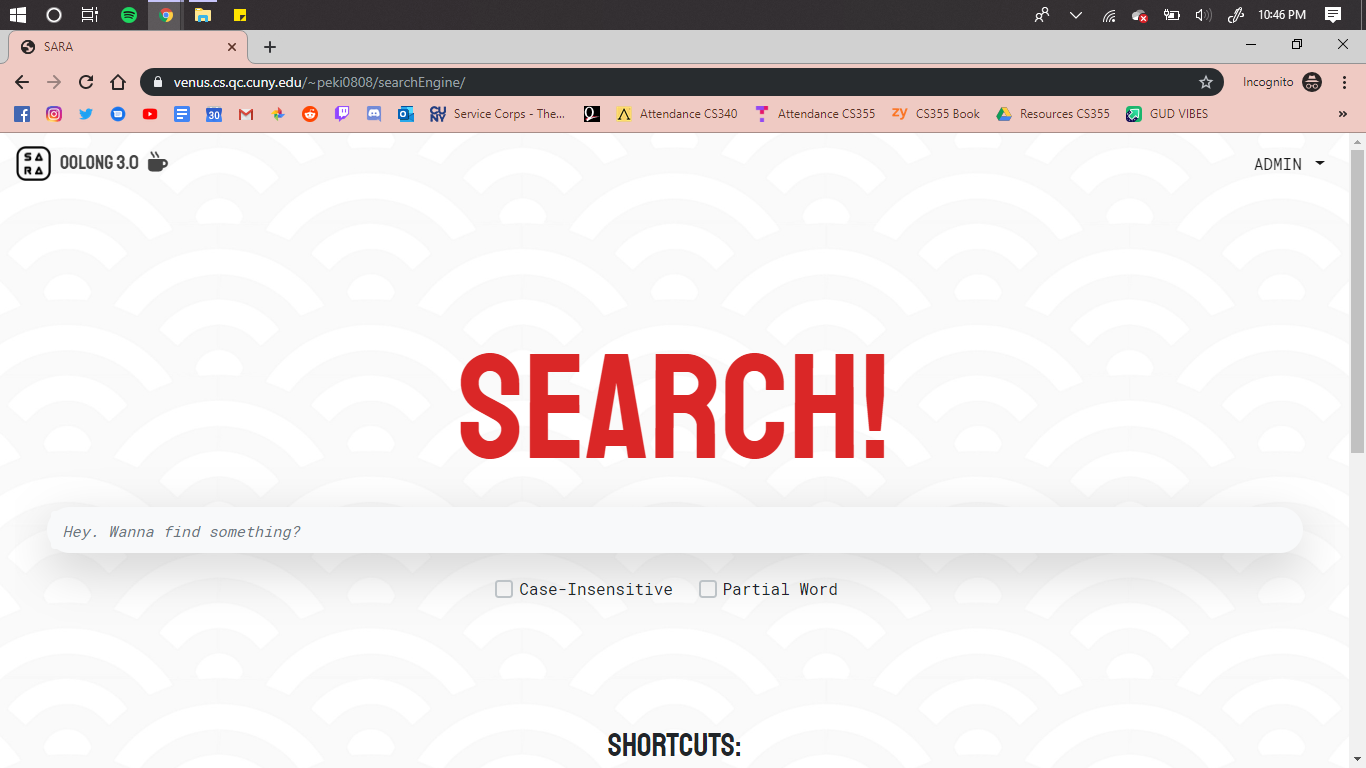 10:46 PM
SARA
venus.cs.qc.cuny.edu/~peki0808/searchEngine/
Incognito
30 Service Corps - The... Attendance CS340 Attendance CS355 zy CS355 Book Resources CS355 GUD VIBES »
SA
RA
OOLONG 3.0
ADMIN
SEARCH!
Hey. Wanna find something?
Case-Insensitive Partial Word
SHORTCUTS: